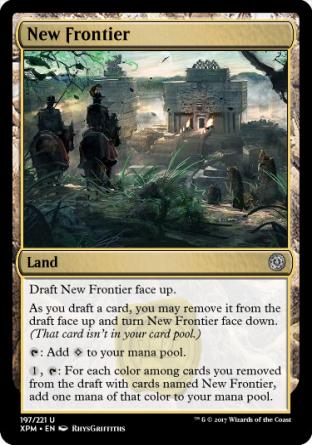 New Frontier
Land
Draft New Frontier face up.
As you draft a card, you may remove it from the
draft face up and turn New Frontier face down.
(That card isn't in your card pool.)
: Add to your mana pool.
1, : For each color among cards you removed
from the draft with cards named New Frontier,
add one mana of that color to your mana pool.
197/221 U
XPM • EN RHYSGRIFFITHS
™ & © 2017 Wizards of the Coast